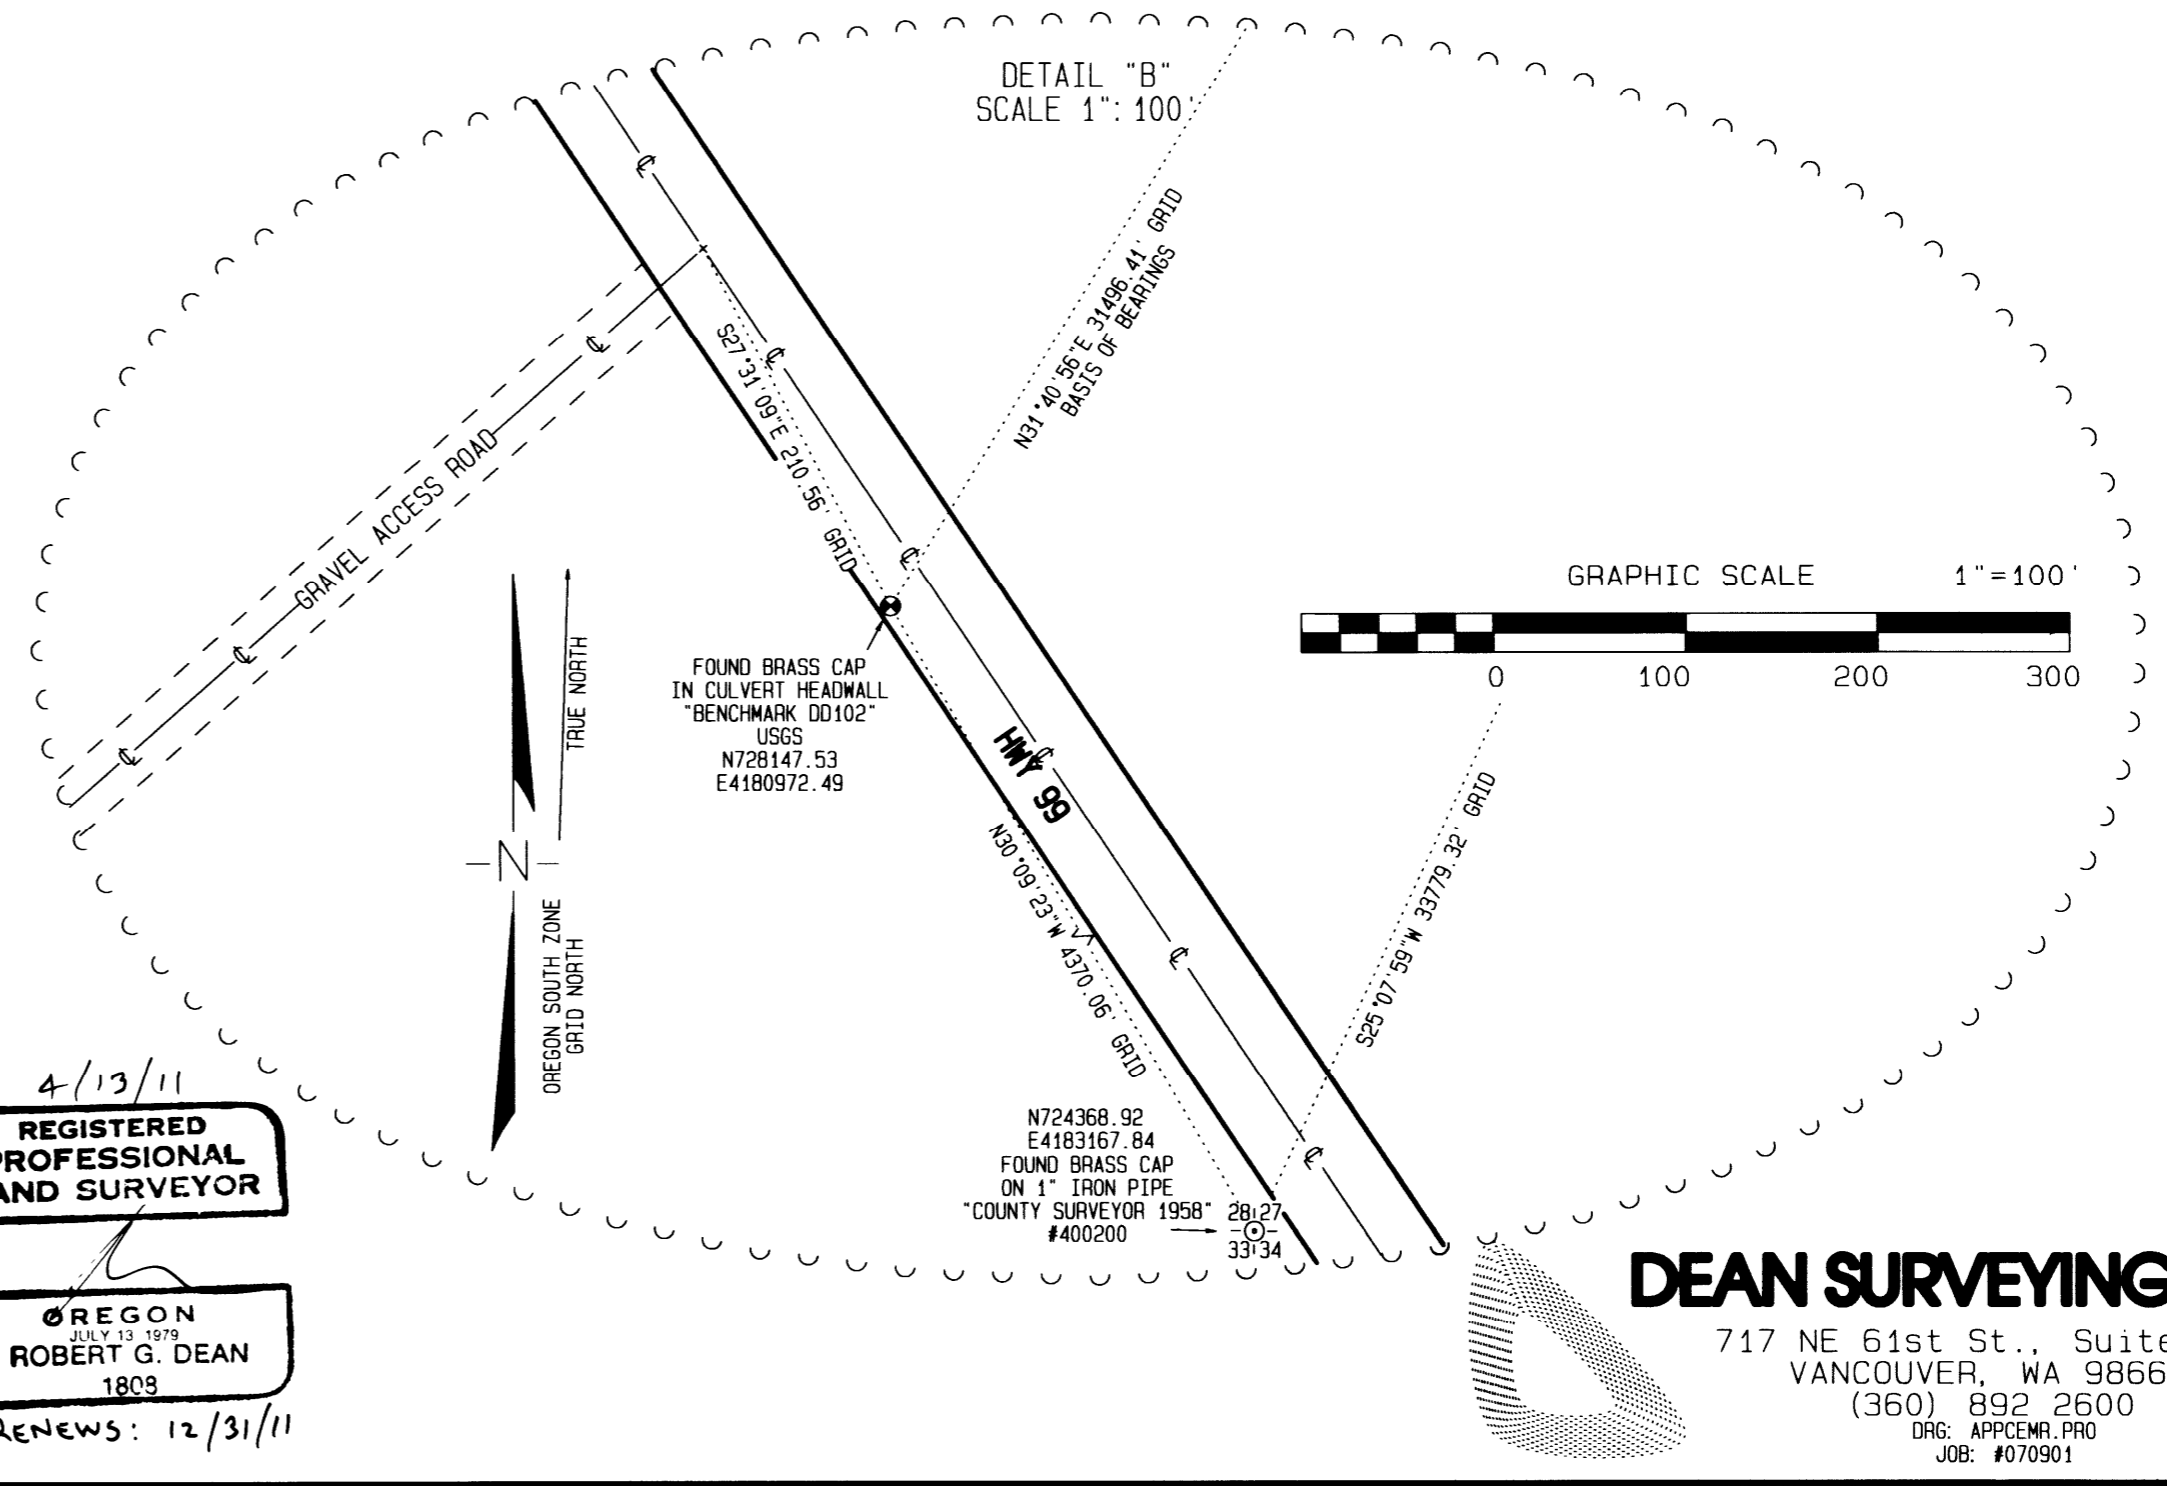 DETAIL "B"
SCALE 1": 100'
N31°40'56"E 31496.41' GRID
BASIS OF BEARINGS
S27°31'09"E 210.56' GRID
GRAVEL ACCESS ROAD
GRAPHIC SCALE 1"=100'
0 100 200 300
TRUE NORTH
N
OREGON SOUTH ZONE
GRID NORTH
FOUND BRASS CAP
IN CULVERT HEADWALL
"BENCHMARK DD102"
USGS
N728147.53
E4180972.49
HWY 99
N30°09'23"W 4370.06' GRID
S25°07'59"W 33779.32' GRID
N724368.92
E4183167.84
FOUND BRASS CAP
ON 1" IRON PIPE
"COUNTY SURVEYOR 1958"
#400200
28 27
33 34
4/13/11
REGISTERED
PROFESSIONAL
AND SURVEYOR
OREGON
JULY 13 1979
ROBERT G. DEAN
1808
RENEWS: 12/31/11
DEAN SURVEYING
717 NE 61st St., Suite
VANCOUVER, WA 9866
(360) 892 2600
DRG: APPCEMR.PRO
JOB: #070901